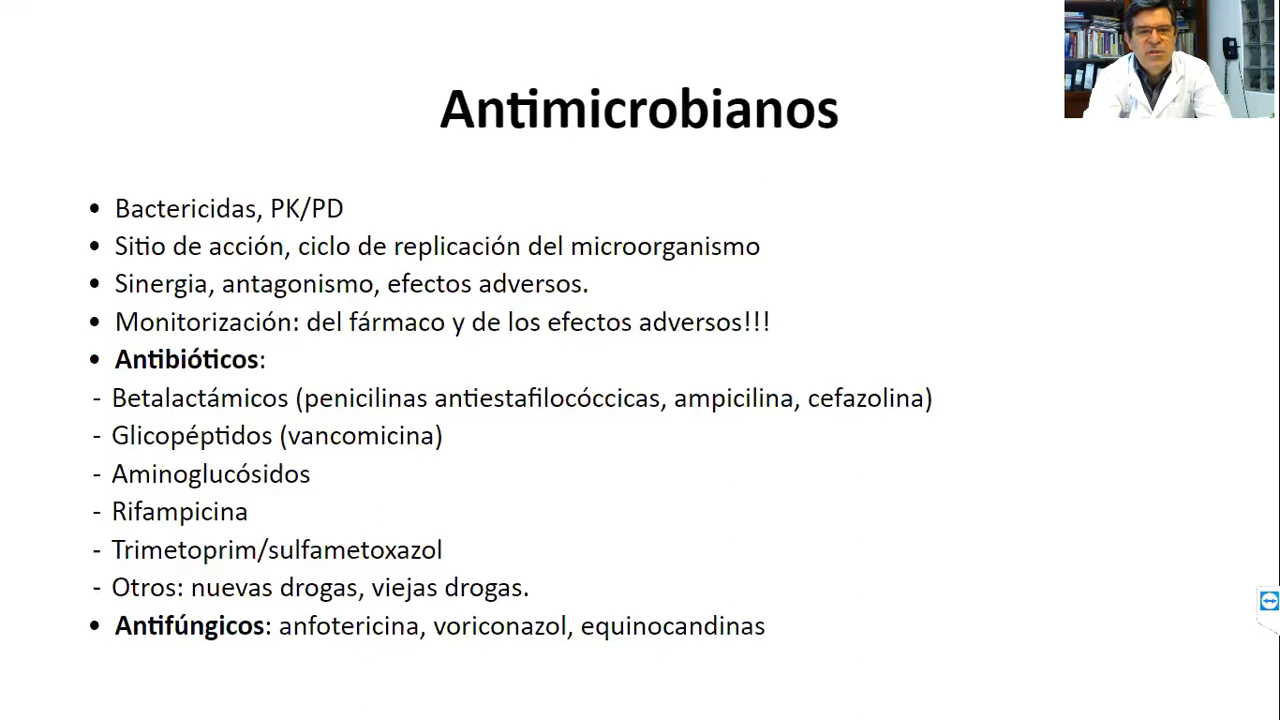 Antimicrobianos
• Bactericidas, PK/PD
• Sitio de acción, ciclo de replicación del microorganismo
• Sinergia, antagonismo, efectos adversos.
• Monitorización: del fármaco y de los efectos adversos!!!
• Antibióticos:
- Betalactámicos (penicilinas antiestafilocóccicas, ampicilina, cefazolina)
- Glicopéptidos (vancomicina)
- Aminoglucósidos
- Rifampicina
- Trimetoprim/sulfametoxazol
- Otros: nuevas drogas, viejas drogas.
• Antifúngicos: anfotericina, voriconazol, equinocandinas